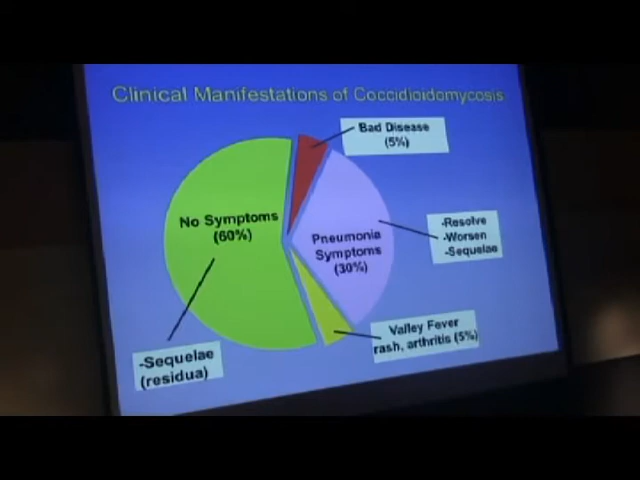 Clinical Manifestations of Coccidioidomycosis
Bad Disease
(5%)
No Symptoms
(60%)
Pneumonia
Symptoms
(30%)
-Resolve
-Worsen
-Sequelae
Valley Fever
rash, arthritis (5%)
-Sequelae
(residua)